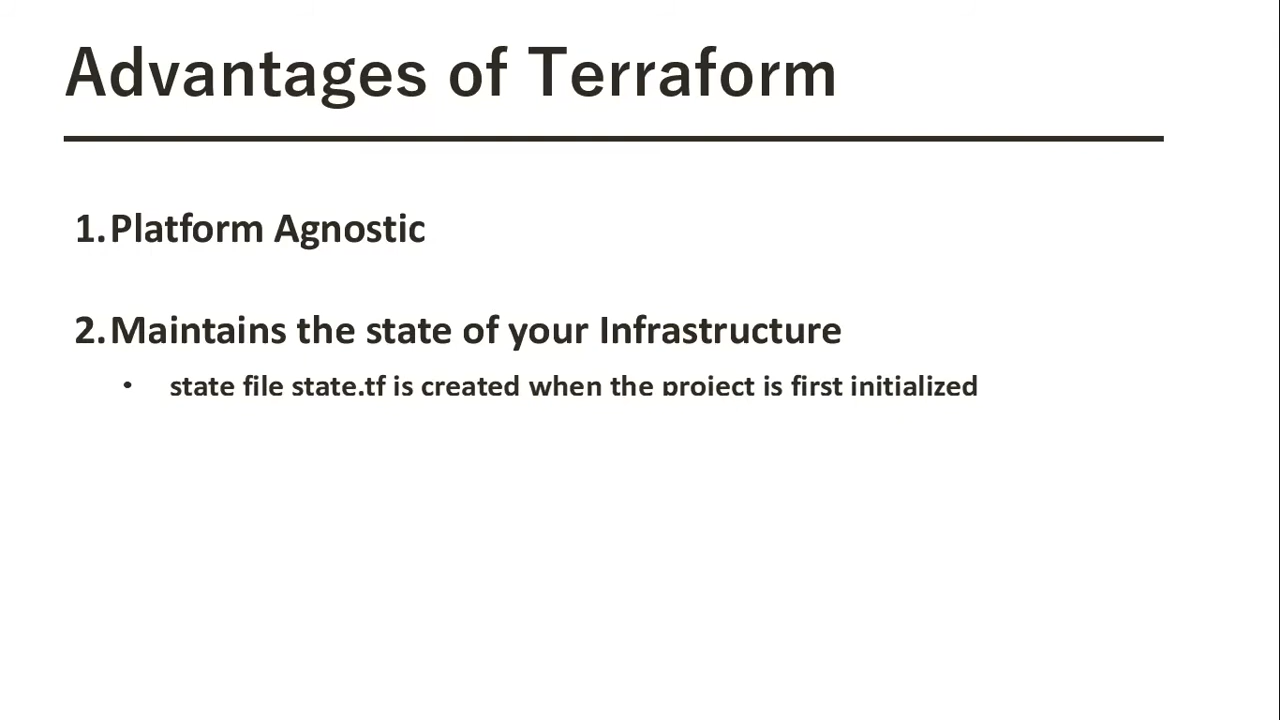 Advantages of Terraform
1. Platform Agnostic
2. Maintains the state of your Infrastructure
• state file state.tf is created when the project is first initialized